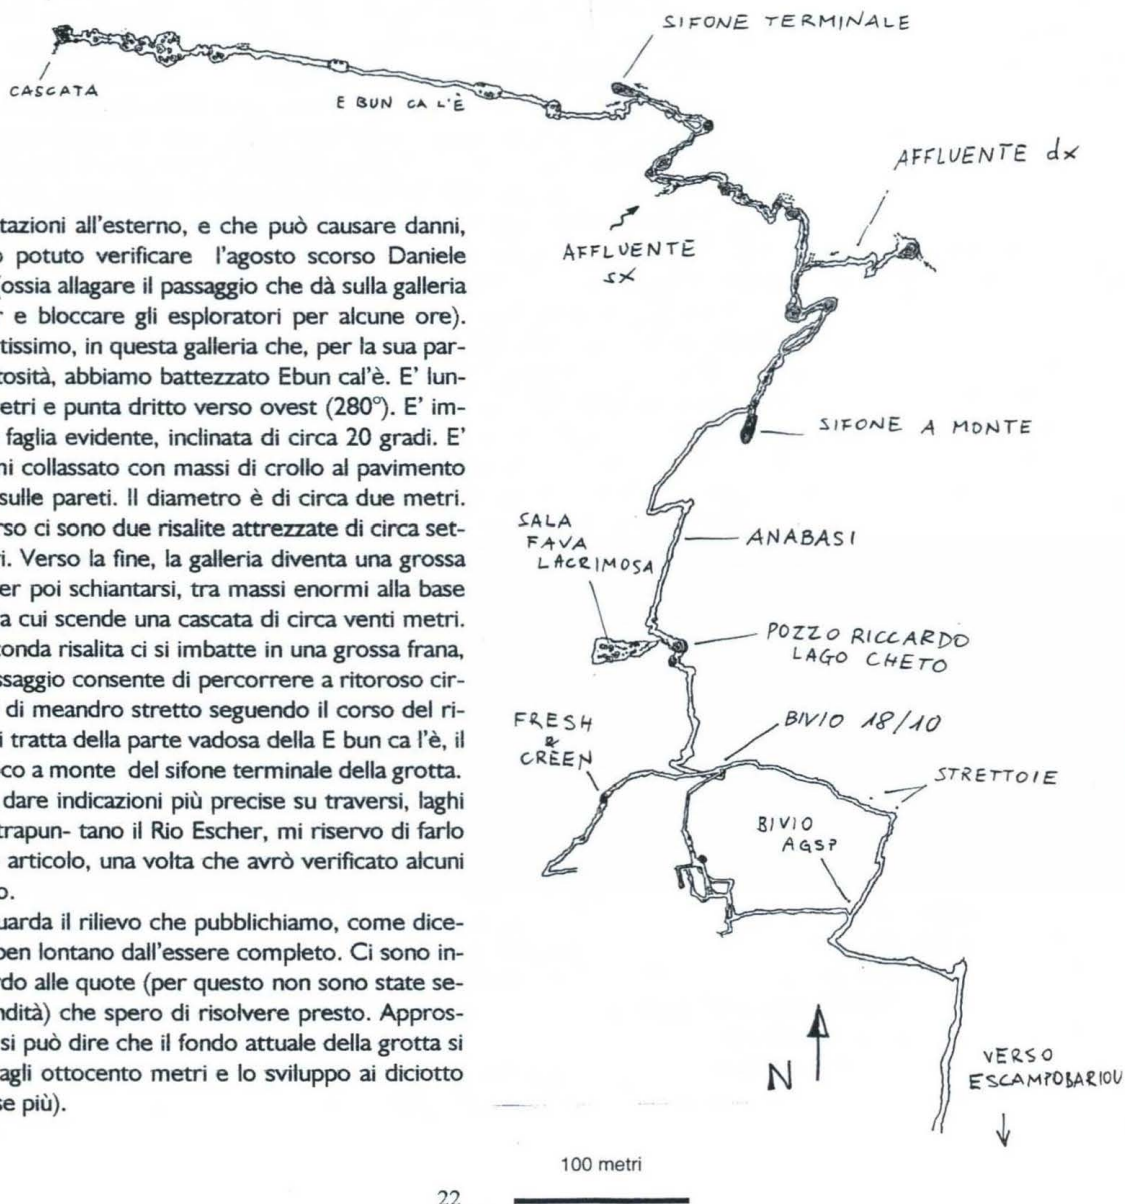 SIFONE TERMINALE
CASCATA
E BUN CA L'È
AFFLUENTE dx
AFFLUENTE
sx
tazioni all'esterno, e che può causare danni,
potuto verificare l'agosto scorso Daniele
ossia allagare il passaggio che dà sulla galleria
e bloccare gli esploratori per alcune ore).
tissimo, in questa galleria che, per la sua par-
tosità, abbiamo battezzato Ebun cal'è. E' lun-
etri e punta dritto verso ovest (280°). E' im-
faglia evidente, inclinata di circa 20 gradi. E'
ni collassato con massi di crollo al pavimento
sulle pareti. Il diametro è di circa due metri.
rso ci sono due risalite attrezzate di circa set-
i. Verso la fine, la galleria diventa una grossa
er poi schiantarsi, tra massi enormi alla base
a cui scende una cascata di circa venti metri.
onda risalita ci si imbatte in una grossa frana,
ssaggio consente di percorrere a ritoroso cir-
di meandro stretto seguendo il corso del ri-
i tratta della parte vadosa della E bun ca l'è, il
co a monte del sifone terminale della grotta.
dare indicazioni più precise su traversi, laghi
trapun- tano il Rio Escher, mi riservo di farlo
articolo, una volta che avrò verificato alcuni
o.
uarda il rilievo che pubblichiamo, come dice-
ben lontano dall'essere completo. Ci sono in-
rdo alle quote (per questo non sono state se-
ndità) che spero di risolvere presto. Appros-
si può dire che il fondo attuale della grotta si
agli ottocento metri e lo sviluppo ai diciotto
se più).
SIFONE A MONTE
SALA
FAVA
LACRIMOSA
ANABASI
POZZO RICCARDO
LAGO CHETO
FRESH
&
CRÈEN
BIVIO 18/10
STRETTOIE
BIVIO
AGSP
N
VERSO
ESCAMPOBARIOU
100 metri
22